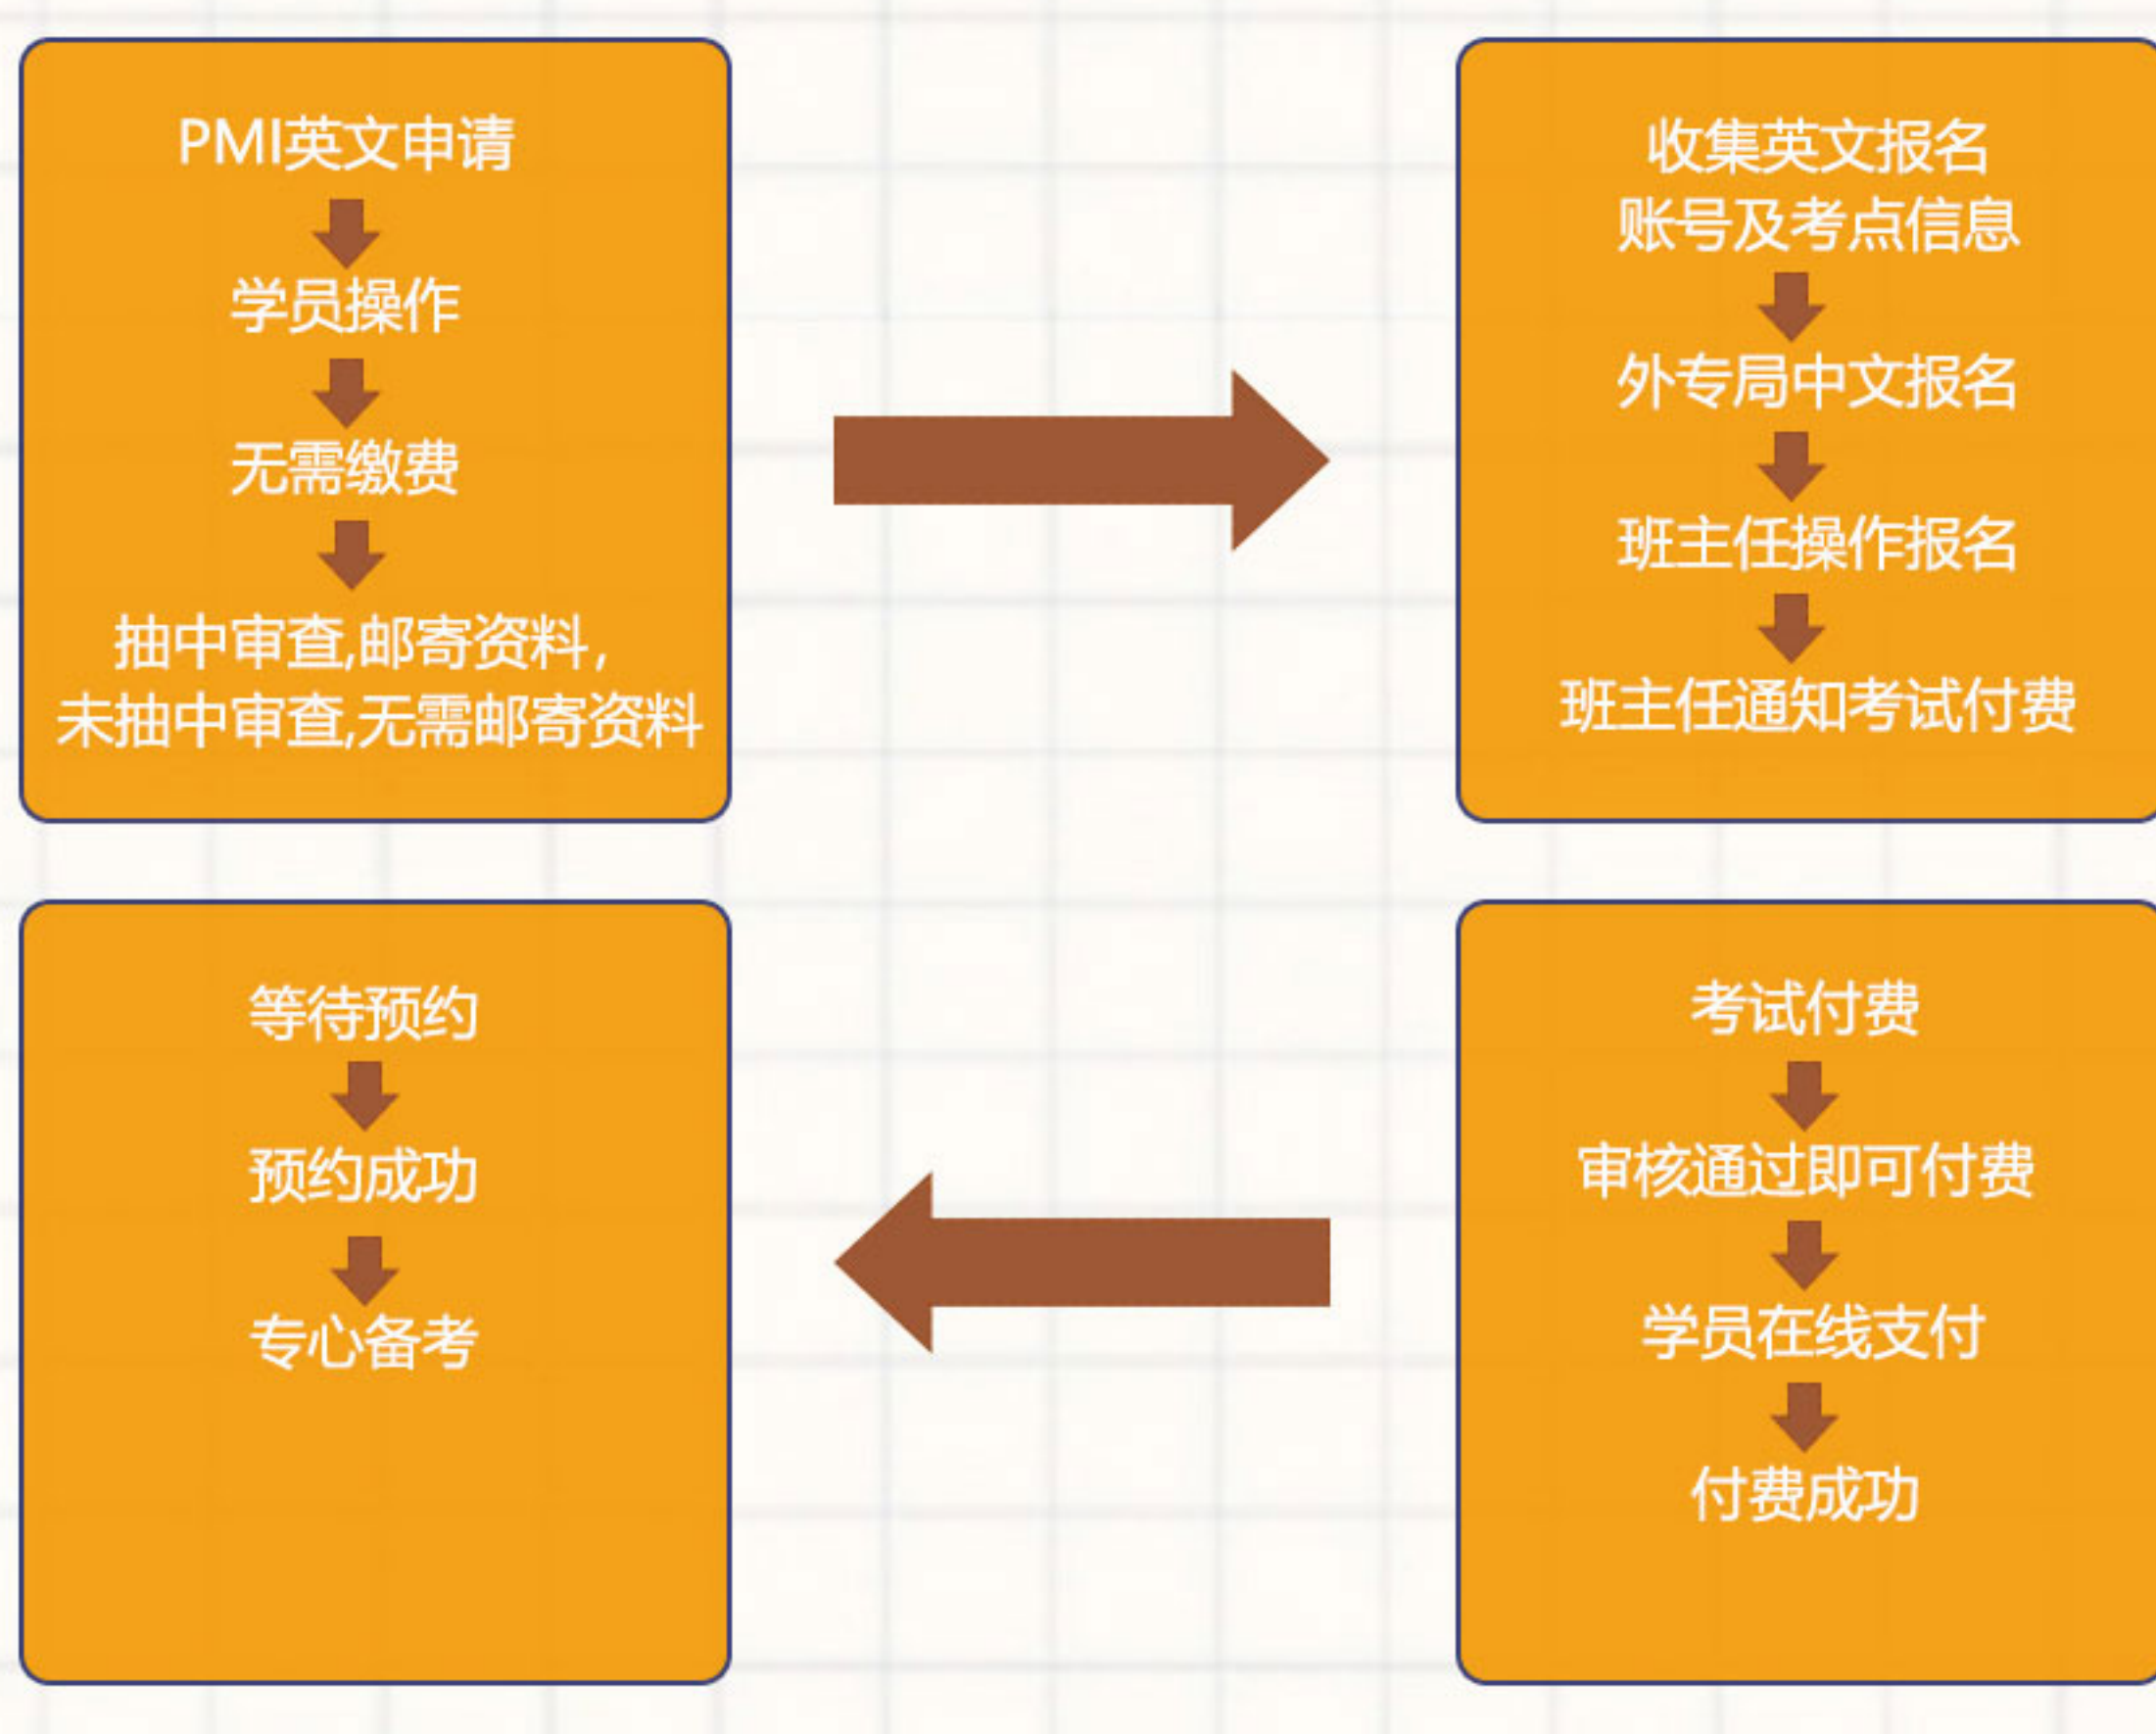 PMI英文申请
学员操作
无需缴费
抽中审查,邮寄资料,
未抽中审查,无需邮寄资料
收集英文报名
账号及考点信息
外专局中文报名
班主任操作报名
班主任通知考试付费
考试付费
审核通过即可付费
学员在线支付
付费成功
等待预约
预约成功
专心备考